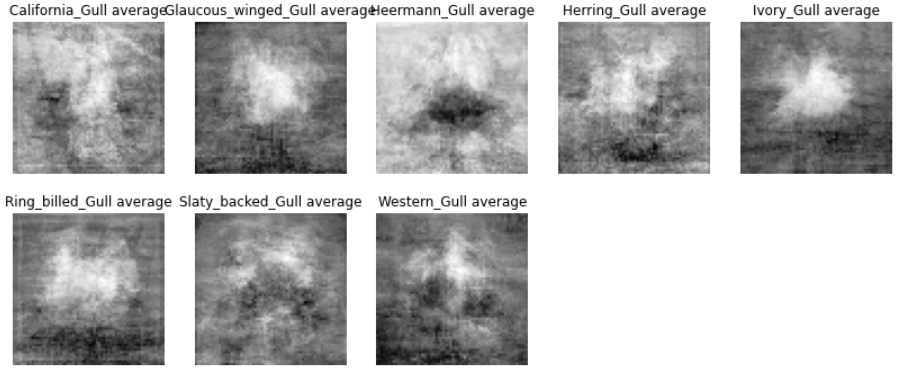 California_Gull average
Glaucous_winged_Gull average
Heermann_Gull average
Herring_Gull average
Ivory_Gull average
Ring_billed_Gull average
Slaty_backed_Gull average
Western_Gull average